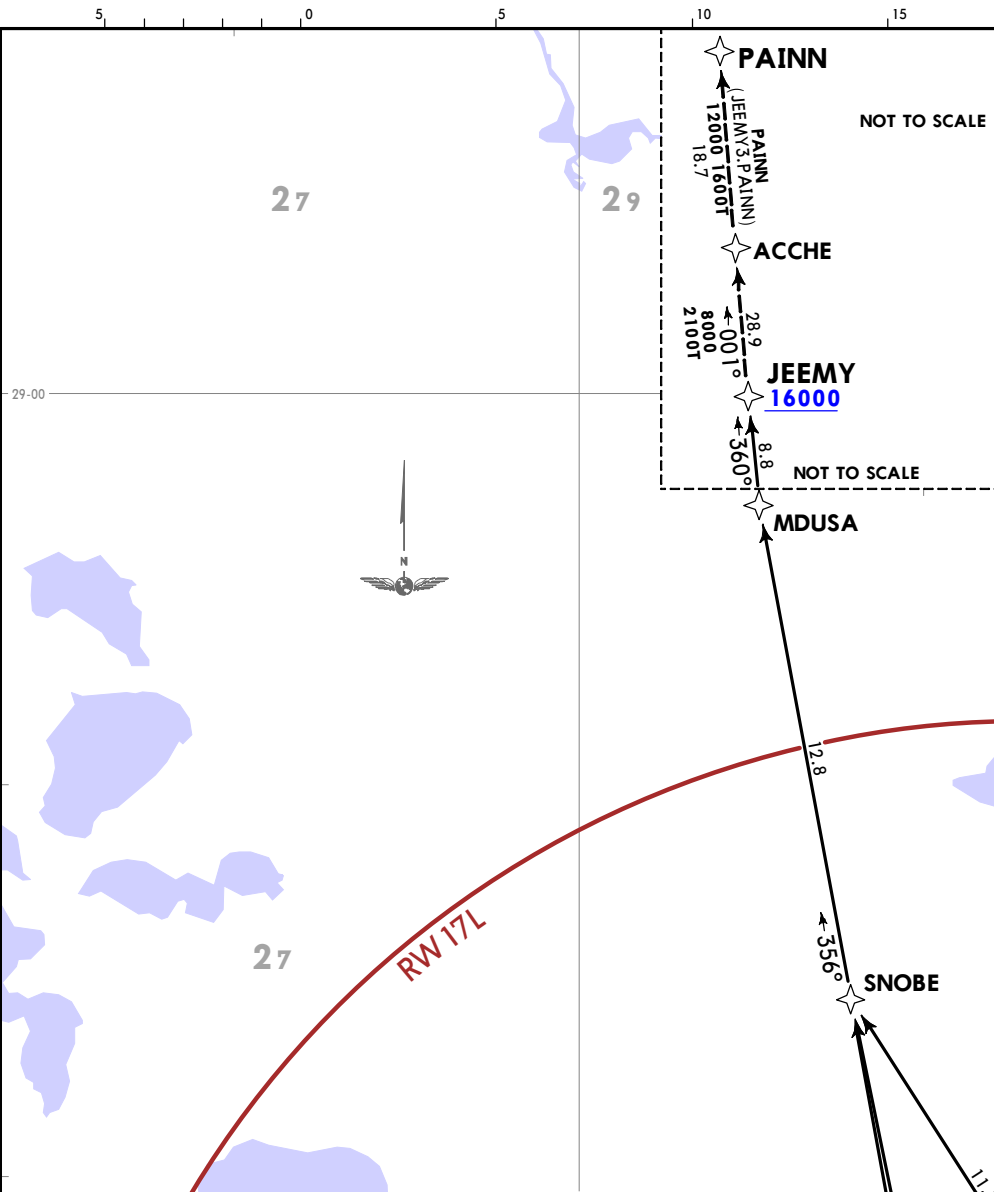 5 0 5 10 15
PAINN
NOT TO SCALE
PAINN
(JEEMY3.PAINN)
12000 1600T
18.7
27
29
ACCHE
28.9
001°
8000
2100T
JEEMY
16000
29-00
8.8
360°
NOT TO SCALE
MDUSA
N
12.8
RW 17L
27
356°
SNOBE